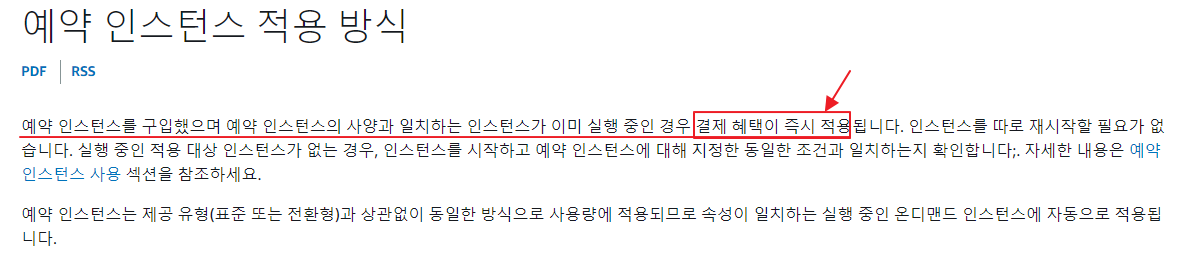 예약 인스턴스 적용 방식
PDF RSS
예약 인스턴스를 구입했으며 예약 인스턴스의 사양과 일치하는 인스턴스가 이미 실행 중인 경우 결제 혜택이 즉시 적용됩니다. 인스턴스를 따로 재시작할 필요가 없
습니다. 실행 중인 적용 대상 인스턴스가 없는 경우, 인스턴스를 시작하고 예약 인스턴스에 대해 지정한 동일한 조건과 일치하는지 확인합니다;. 자세한 내용은 예약
인스턴스 사용 섹션을 참조하세요.
예약 인스턴스는 제공 유형(표준 또는 전환형)과 상관없이 동일한 방식으로 사용량에 적용되므로 속성이 일치하는 실행 중인 온디맨드 인스턴스에 자동으로 적용됩
니다.